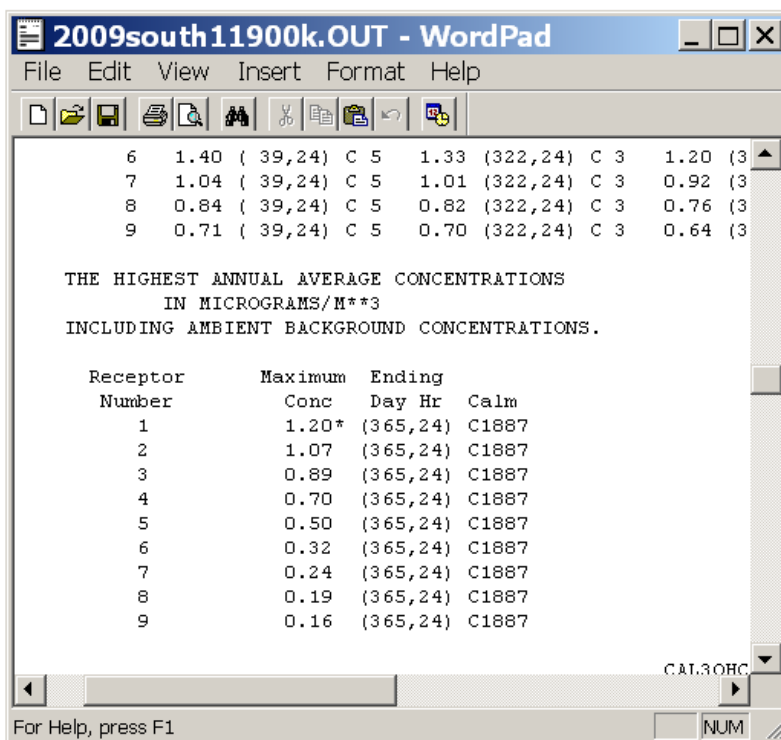 2009south11900k.OUT - WordPad
File Edit View Insert Format Help
6 1.40 ( 39,24) C 5 1.33 (322,24) C 3 1.20 (3
7 1.04 ( 39,24) C 5 1.01 (322,24) C 3 0.92 (3
8 0.84 ( 39,24) C 5 0.82 (322,24) C 3 0.76 (3
9 0.71 ( 39,24) C 5 0.70 (322,24) C 3 0.64 (3
THE HIGHEST ANNUAL AVERAGE CONCENTRATIONS
IN MICROGRAMS/M**3
INCLUDING AMBIENT BACKGROUND CONCENTRATIONS.
Receptor Maximum Ending
Number Conc Day Hr Calm
1 1.20* (365,24) C1887
2 1.07 (365,24) C1887
3 0.89 (365,24) C1887
4 0.70 (365,24) C1887
5 0.50 (365,24) C1887
6 0.32 (365,24) C1887
7 0.24 (365,24) C1887
8 0.19 (365,24) C1887
9 0.16 (365,24) C1887
CAL3QHC
For Help, press F1 NUM